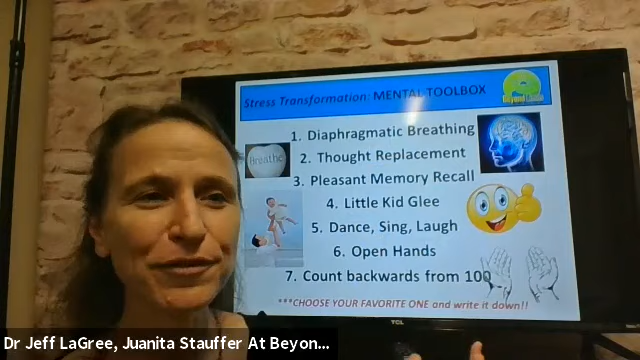 Stress Transformation: MENTAL TOOLBOX
1. Diaphragmatic Breathing
Breathe
2. Thought Replacement
3. Pleasant Memory Recall
4. Little Kid Glee
5. Dance, Sing, Laugh
6. Open Hands
7. Count backwards from 100
***CHOOSE YOUR FAVORITE ONE and write it down!!
TCL
Dr Jeff LaGree, Juanita Stauffer At Beyon...